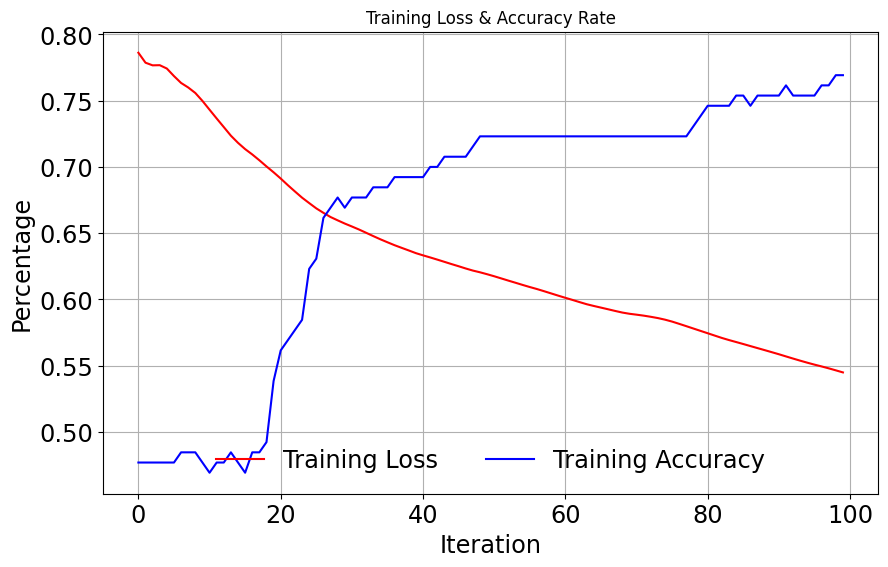 Training Loss & Accuracy Rate
Percentage
0.80
0.75
0.70
0.65
0.60
0.55
0.50
Training Loss
Training Accuracy
0
20
40
60
80
100
Iteration